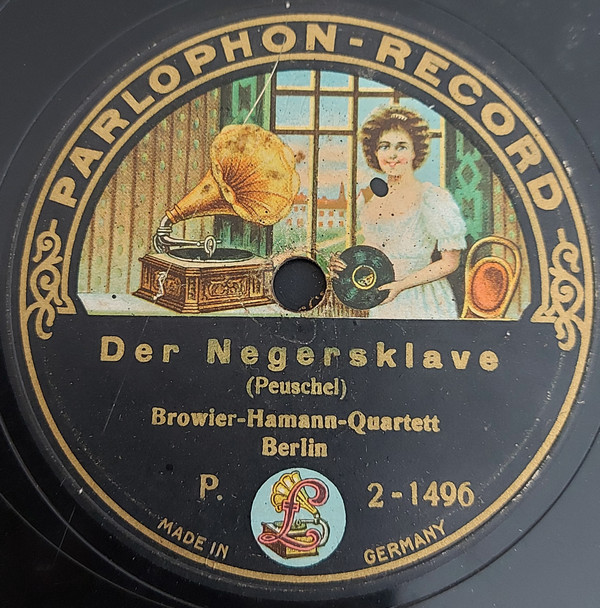 PARLOPHON-RECORD
Der Negersklave
(Peuschel)
Browier-Hamann-Quartett
Berlin
P. 2-1496
£
MADE IN GERMANY